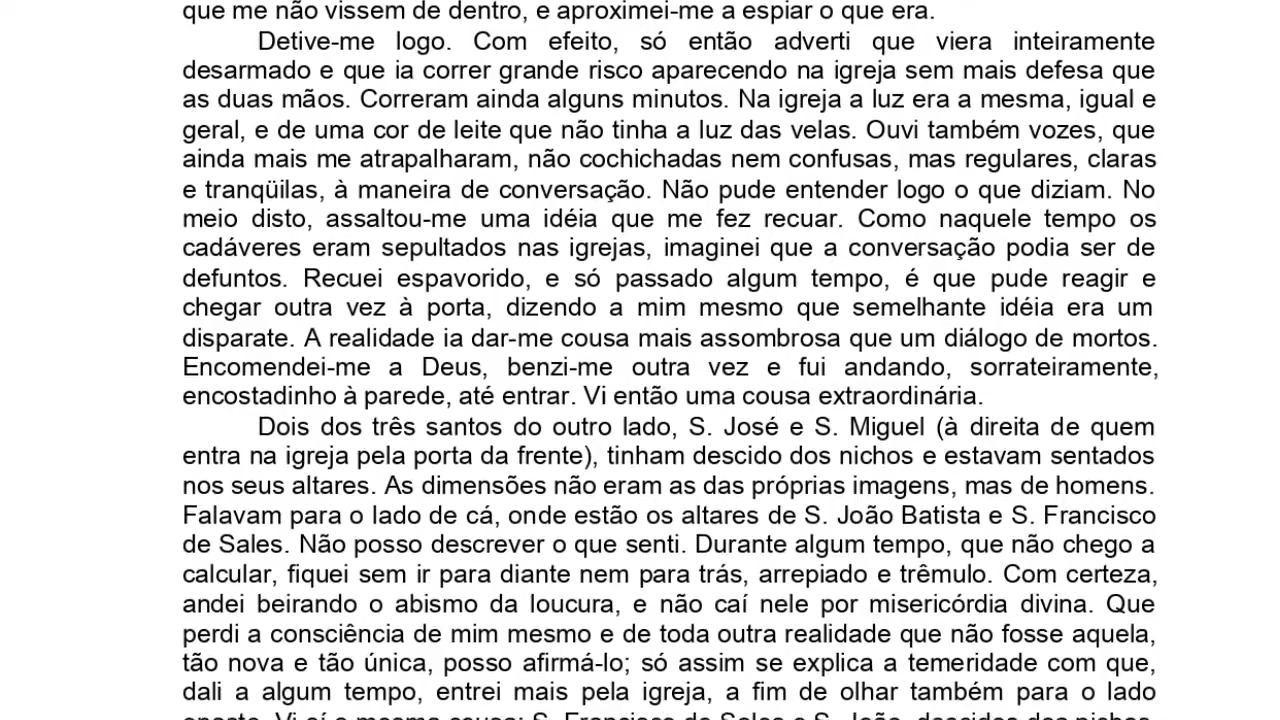 que me não vissem de dentro, e aproximei-me a espiar o que era.
Detive-me logo. Com efeito, só então adverti que viera inteiramente
desarmado e que ia correr grande risco aparecendo na igreja sem mais defesa que
as duas mãos. Correram ainda alguns minutos. Na igreja a luz era a mesma, igual e
geral, e de uma cor de leite que não tinha a luz das velas. Ouvi também vozes, que
ainda mais me atrapalharam, não cochichadas nem confusas, mas regulares, claras
e tranqüilas, à maneira de conversação. Não pude entender logo o que diziam. No
meio disto, assaltou-me uma idéia que me fez recuar. Como naquele tempo os
cadáveres eram sepultados nas igrejas, imaginei que a conversação podia ser de
defuntos. Recuei espavorido, e só passado algum tempo, é que pude reagir e
chegar outra vez à porta, dizendo a mim mesmo que semelhante idéia era um
disparate. A realidade ia dar-me cousa mais assombrosa que um diálogo de mortos.
Encomendei-me a Deus, benzi-me outra vez e fui andando, sorrateiramente,
encostadinho à parede, até entrar. Vi então uma cousa extraordinária.
Dois dos três santos do outro lado, S. José e S. Miguel (à direita de quem
entra na igreja pela porta da frente), tinham descido dos nichos e estavam sentados
nos seus altares. As dimensões não eram as das próprias imagens, mas de homens.
Falavam para o lado de cá, onde estão os altares de S. João Batista e S. Francisco
de Sales. Não posso descrever o que senti. Durante algum tempo, que não chego a
calcular, fiquei sem ir para diante nem para trás, arrepiado e trêmulo. Com certeza,
andei beirando o abismo da loucura, e não caí nele por misericórdia divina. Que
perdi a consciência de mim mesmo e de toda outra realidade que não fosse aquela,
tão nova e tão única, posso afirmá-lo; só assim se explica a temeridade com que,
dali a algum tempo, entrei mais pela igreja, a fim de olhar também para o lado
oposto. Vi aí a mesma cousa: S. Francisco de Sales e S. João, descidos dos nichos,